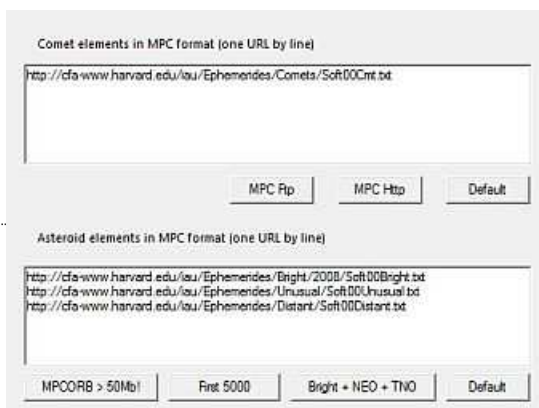 Comet elements in MPC format (one URL by line)
http://cfa-www.harvard.edu/iau/Ephemerides/Comets/Soft00Cmt.txt
MPC Ftp MPC Http Default
Asteroid elements in MPC format (one URL by line)
http://cfa-www.harvard.edu/iau/Ephemerides/Bright/2008/Soft00Bright.txt
http://cfa-www.harvard.edu/iau/Ephemerides/Unusual/Soft00Unusual.txt
http://cfa-www.harvard.edu/iau/Ephemerides/Distant/Soft00Distant.txt
MPCORB > 50Mb! First 5000 Bright + NEO + TNO Default